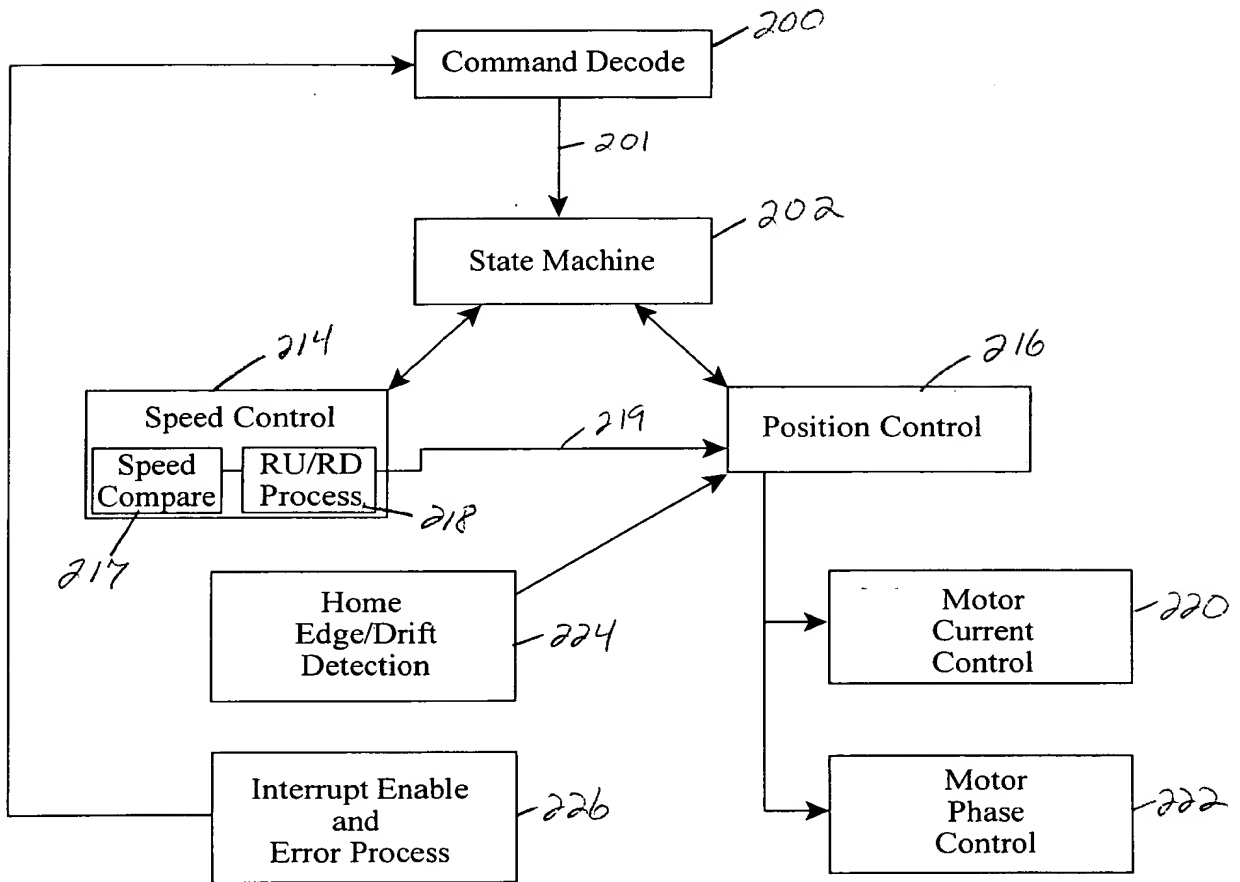 200
Command Decode
201
202
State Machine
214
216
Speed Control
219
Position Control
Speed
Compare
RU/RD
Process
218
217
Home
Edge/Drift
Detection
224
Motor
Current
Control
220
Interrupt Enable
and
Error Process
226
Motor
Phase
Control
222